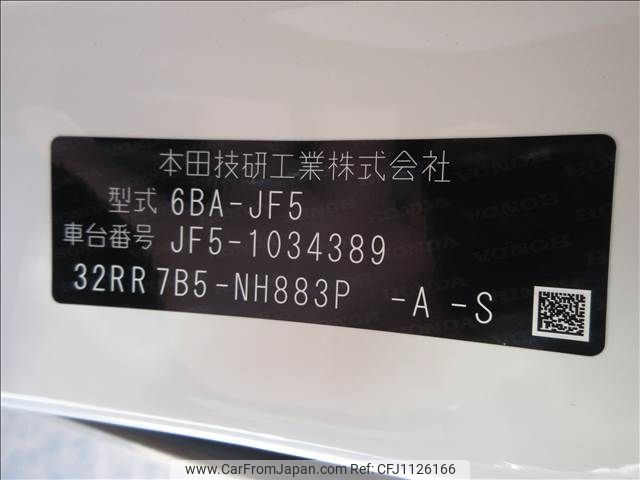 本田技研工業株式会社
型式 6BA-JF5
車台番号 JF5-1034389
32RR 7B5-NH883P -A -S
www.CarFromJapan.com CFJ1126166